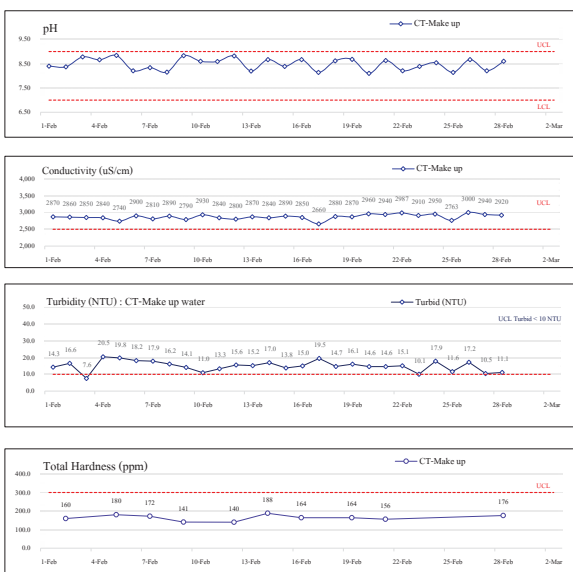 pH
CT-Make up
9.50
UCL
8.50
7.50
LCL
6.50
1-Feb 4-Feb 7-Feb 10-Feb 13-Feb 16-Feb 19-Feb 22-Feb 25-Feb 28-Feb 2-Mar
Conductivity (uS/cm)
CT-Make up
4,000
3,500
UCL
2870 2860 2850 2840 2740 2900 2810 2890 2790 2930 2840 2800 2870 2840 2890 2850 2660 2880 2870 2960 2940 2987 2910 2950 2763 3000 2940 2920
3,000
2,500
2,000
1-Feb 4-Feb 7-Feb 10-Feb 13-Feb 16-Feb 19-Feb 22-Feb 25-Feb 28-Feb 2-Mar
Turbidity (NTU) : CT-Make up water
Turbid (NTU)
50.0
UCL Turbid < 10 NTU
40.0
30.0
14.3 16.6 7.6 20.5 19.8 18.2 17.9 16.2 14.1 11.0 13.3 15.6 15.2 17.0 13.8 15.0 19.5 14.7 16.1 14.6 14.6 15.1 10.1 17.9 11.6 17.2 10.5 11.1
20.0
10.0
0.0
1-Feb 4-Feb 7-Feb 10-Feb 13-Feb 16-Feb 19-Feb 22-Feb 25-Feb 28-Feb 2-Mar
Total Hardness (ppm)
CT-Make up
400.0
UCL
300.0
160 180 172 141 140 188 164 164 156 176
200.0
100.0
0.0
1-Feb 4-Feb 7-Feb 10-Feb 13-Feb 16-Feb 19-Feb 22-Feb 25-Feb 28-Feb 2-Mar